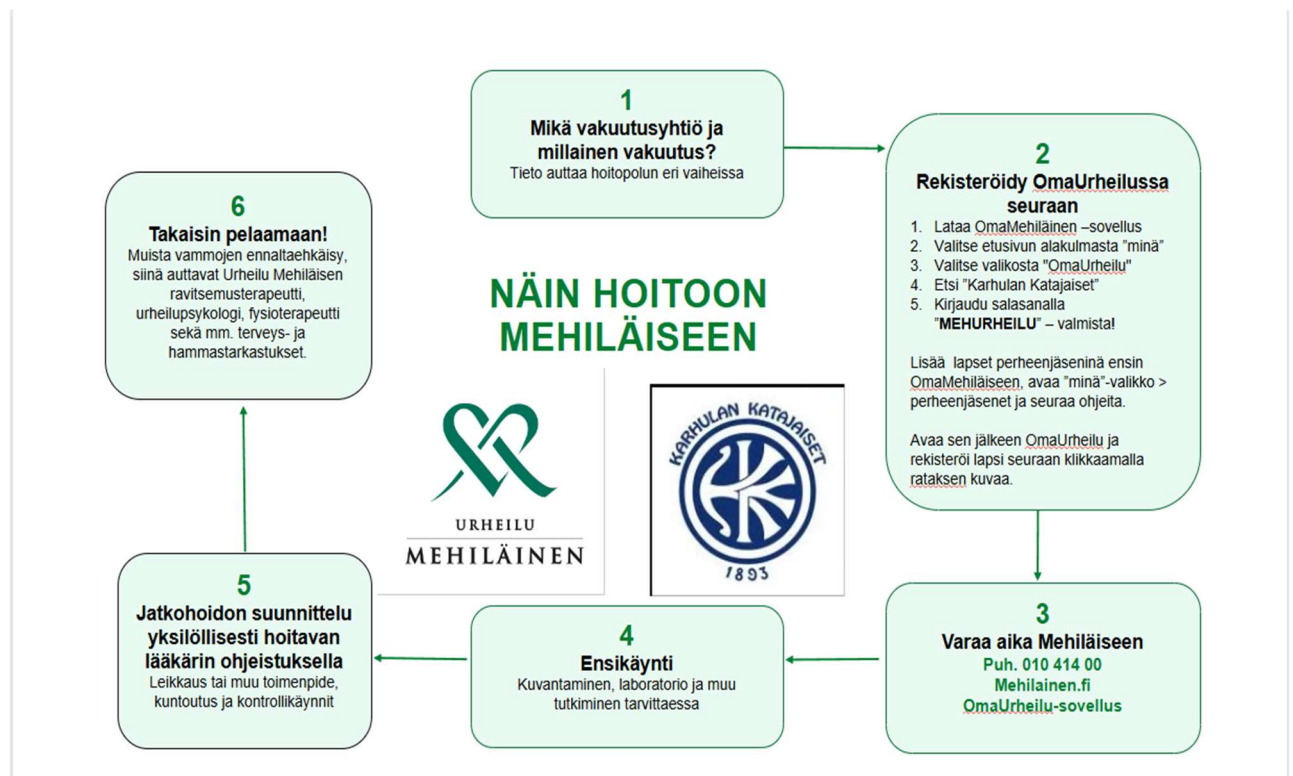 1
Mikä vakuutusyhtiö ja
millainen vakuutus?
Tieto auttaa hoitopolun eri vaiheissa
2
Rekisteröidy OmaUrheilussa
seuraan
1. Lataa OmaMehiläinen –sovellus
2. Valitse etusivun alakulmasta ”minä”
3. Valitse valikosta "OmaUrheilu"
4. Etsi ”Karhulan Katajaiset”
5. Kirjaudu salasanalla
”MEHURHEILU” – valmista!
Lisää lapset perheenjäseninä ensin
OmaMehiläiseen, avaa ”minä”-valikko >
perheenjäsenet ja seuraa ohjeita.
Avaa sen jälkeen OmaUrheilu ja
rekisteröi lapsi seuraan klikkaamalla
rataksen kuvaa.
6
Takaisin pelaamaan!
Muista vammojen ennaltaehkäisy,
siinä auttavat Urheilu Mehiläisen
ravitsemusterapeutti,
urheilupsykologi, fysioterapeutti
sekä mm. terveys- ja
hammastarkastukset.
NÄIN HOITOON
MEHILÄISEEN
URHEILU
MEHILÄINEN
KARHULAN KATAJAISET
KK
1893
5
Jatkohoidon suunnittelu
yksilöllisesti hoitavan
lääkärin ohjeistuksella
Leikkaus tai muu toimenpide,
kuntoutus ja kontrollikäynnit
4
Ensikäynti
Kuvantaminen, laboratorio ja muu
tutkiminen tarvittaessa
3
Varaa aika Mehiläiseen
Puh. 010 414 00
Mehilainen.fi
OmaUrheilu-sovellus